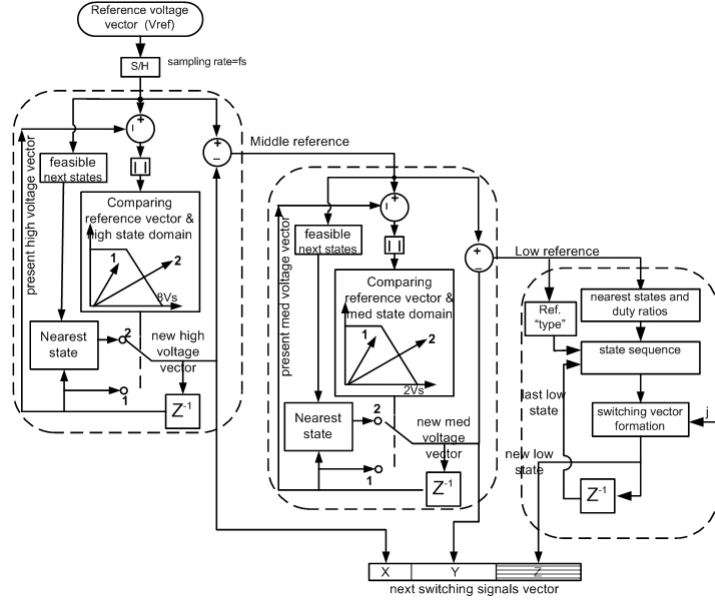 Reference voltage
vector (Vref)
S/H
sampling rate=fs
present high voltage vector
feasible
next states
+
-
| |
+
-
Comparing
reference vector &
high state domain
1
2
8Vs
Nearest
state
2
1
new high
voltage
vector
Z-1
Middle reference
present med voltage vector
feasible
next states
+
-
| |
+
-
Comparing
reference vector &
med state domain
1
2
2Vs
Nearest
state
2
1
new med
voltage
vector
Z-1
Low reference
Ref.
"type"
nearest states and
duty ratios
state sequence
switching vector
formation
j
last low
state
new low
state
Z-1
X
Y
Z
next switching signals vector